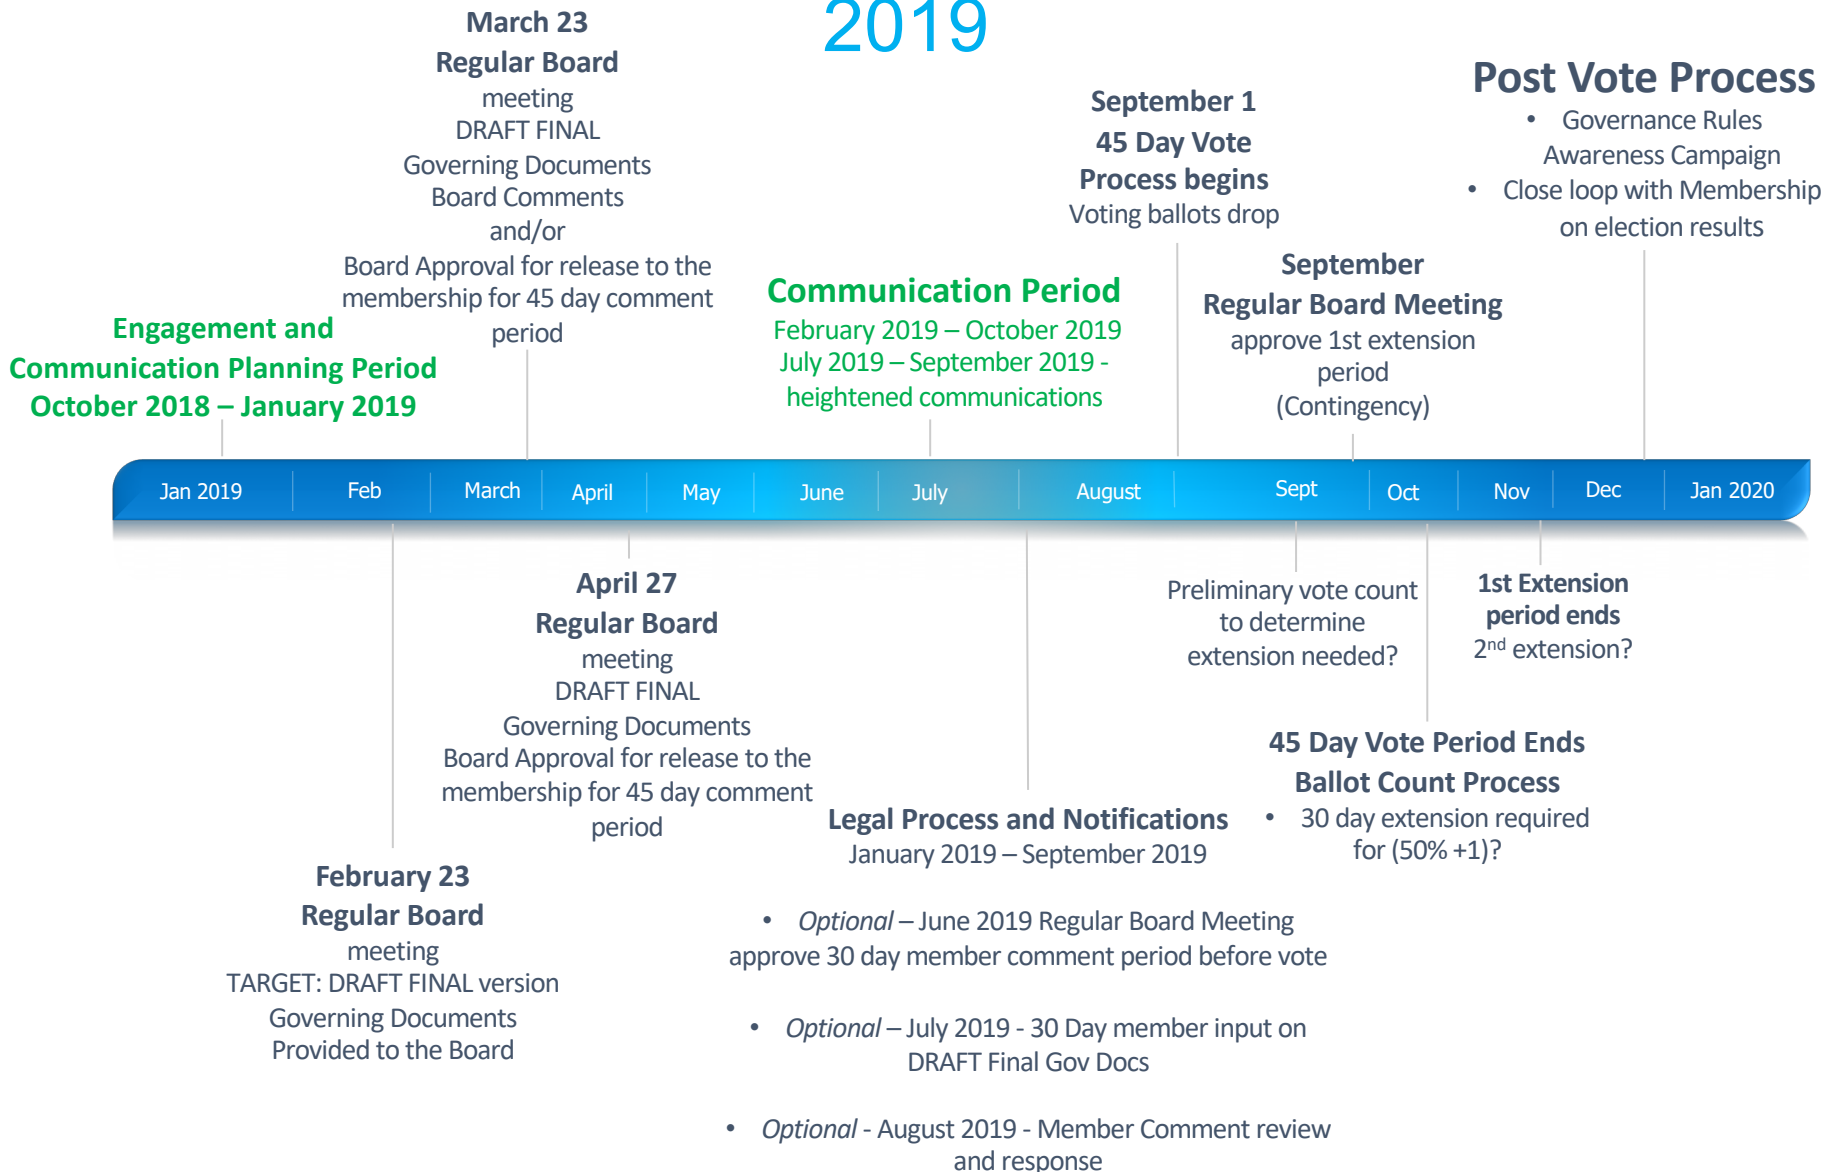 2019
March 23
Regular Board
meeting
DRAFT FINAL
Governing Documents
Board Comments
and/or
Board Approval for release to the
membership for 45 day comment
period
Engagement and
Communication Planning Period
October 2018 – January 2019
Communication Period
February 2019 – October 2019
July 2019 – September 2019 -
heightened communications
September 1
45 Day Vote
Process begins
Voting ballots drop
September
Regular Board Meeting
approve 1st extension
period
(Contingency)
Post Vote Process
• Governance Rules
Awareness Campaign
• Close loop with Membership
on election results
Jan 2019
Feb
March
April
May
June
July
August
Sept
Oct
Nov
Dec
Jan 2020
February 23
Regular Board
meeting
TARGET: DRAFT FINAL version
Governing Documents
Provided to the Board
April 27
Regular Board
meeting
DRAFT FINAL
Governing Documents
Board Approval for release to the
membership for 45 day comment
period
Legal Process and Notifications
January 2019 – September 2019
• Optional – June 2019 Regular Board Meeting
approve 30 day member comment period before vote
• Optional – July 2019 - 30 Day member input on
DRAFT Final Gov Docs
• Optional - August 2019 - Member Comment review
and response
Preliminary vote count
to determine
extension needed?
45 Day Vote Period Ends
Ballot Count Process
• 30 day extension required
for (50% +1)?
1st Extension
period ends
2nd extension?